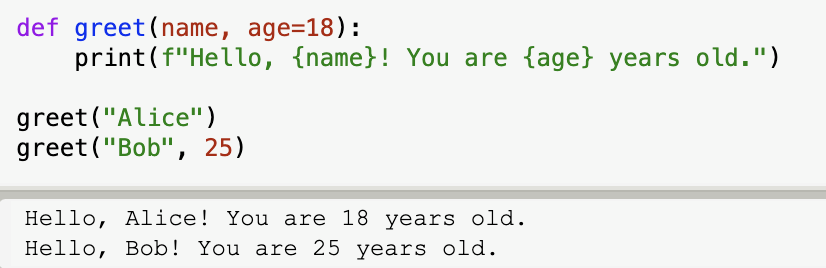 def greet(name, age=18):
    print(f"Hello, {name}! You are {age} years old.")
greet("Alice")
greet("Bob", 25)
Hello, Alice! You are 18 years old.
Hello, Bob! You are 25 years old.